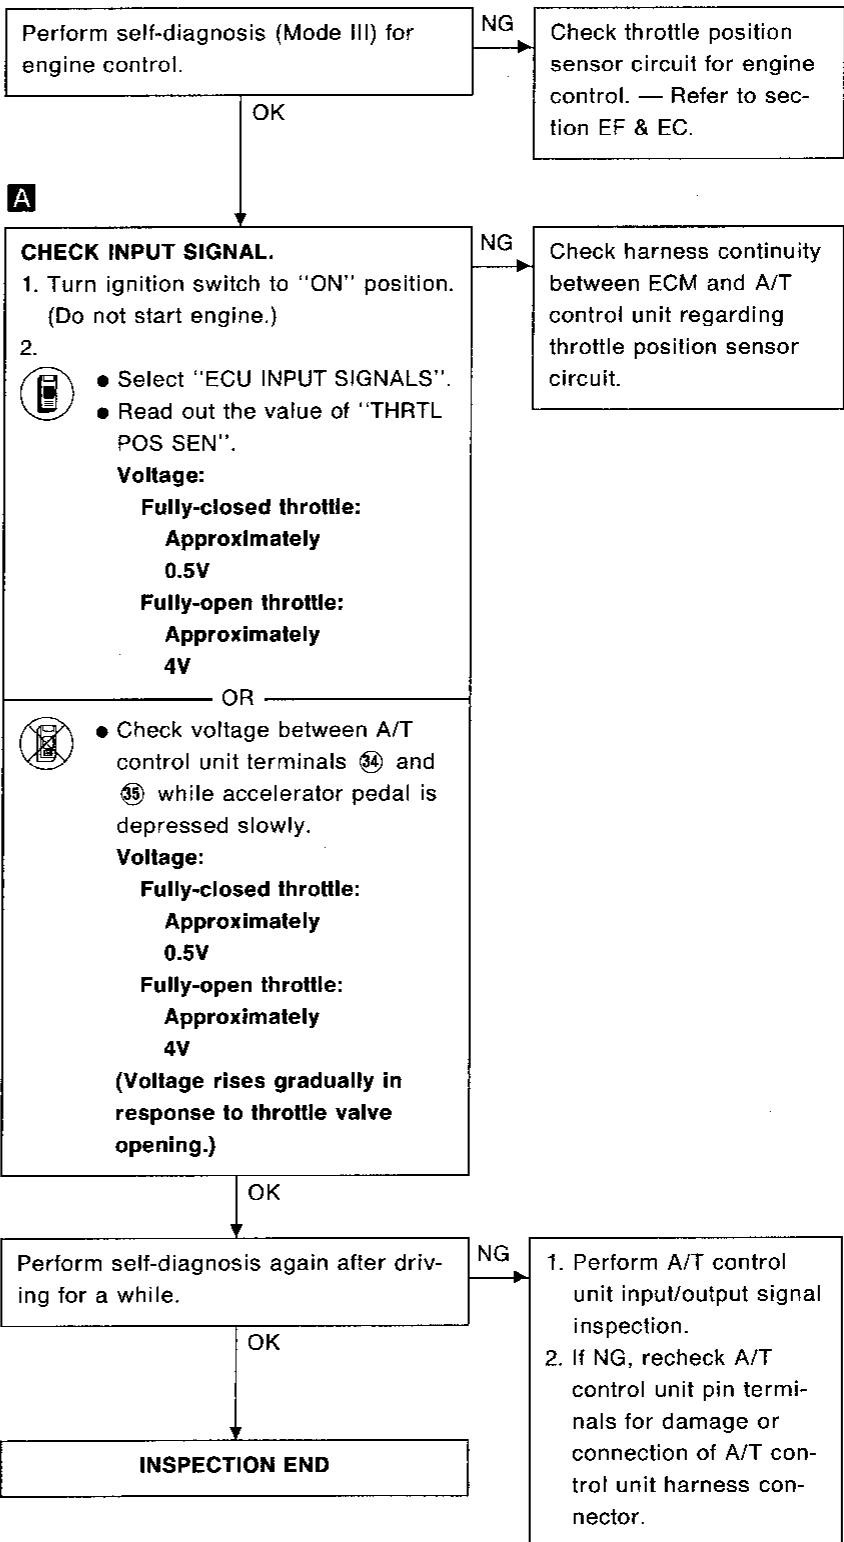 Perform self-diagnosis (Mode III) for
engine control.
NG
Check throttle position
sensor circuit for engine
control. — Refer to sec-
tion EF & EC.
OK
A
CHECK INPUT SIGNAL.
1. Turn ignition switch to "ON" position.
(Do not start engine.)
2.
● Select "ECU INPUT SIGNALS".
● Read out the value of "THRTL
POS SEN".
Voltage:
Fully-closed throttle:
Approximately
0.5V
Fully-open throttle:
Approximately
4V
NG
Check harness continuity
between ECM and A/T
control unit regarding
throttle position sensor
circuit.
OR
● Check voltage between A/T
control unit terminals ㉞ and
㉟ while accelerator pedal is
depressed slowly.
Voltage:
Fully-closed throttle:
Approximately
0.5V
Fully-open throttle:
Approximately
4V
(Voltage rises gradually in
response to throttle valve
opening.)
OK
Perform self-diagnosis again after driv-
ing for a while.
NG
1. Perform A/T control
unit input/output signal
inspection.
2. If NG, recheck A/T
control unit pin termi-
nals for damage or
connection of A/T con-
trol unit harness con-
nector.
OK
INSPECTION END